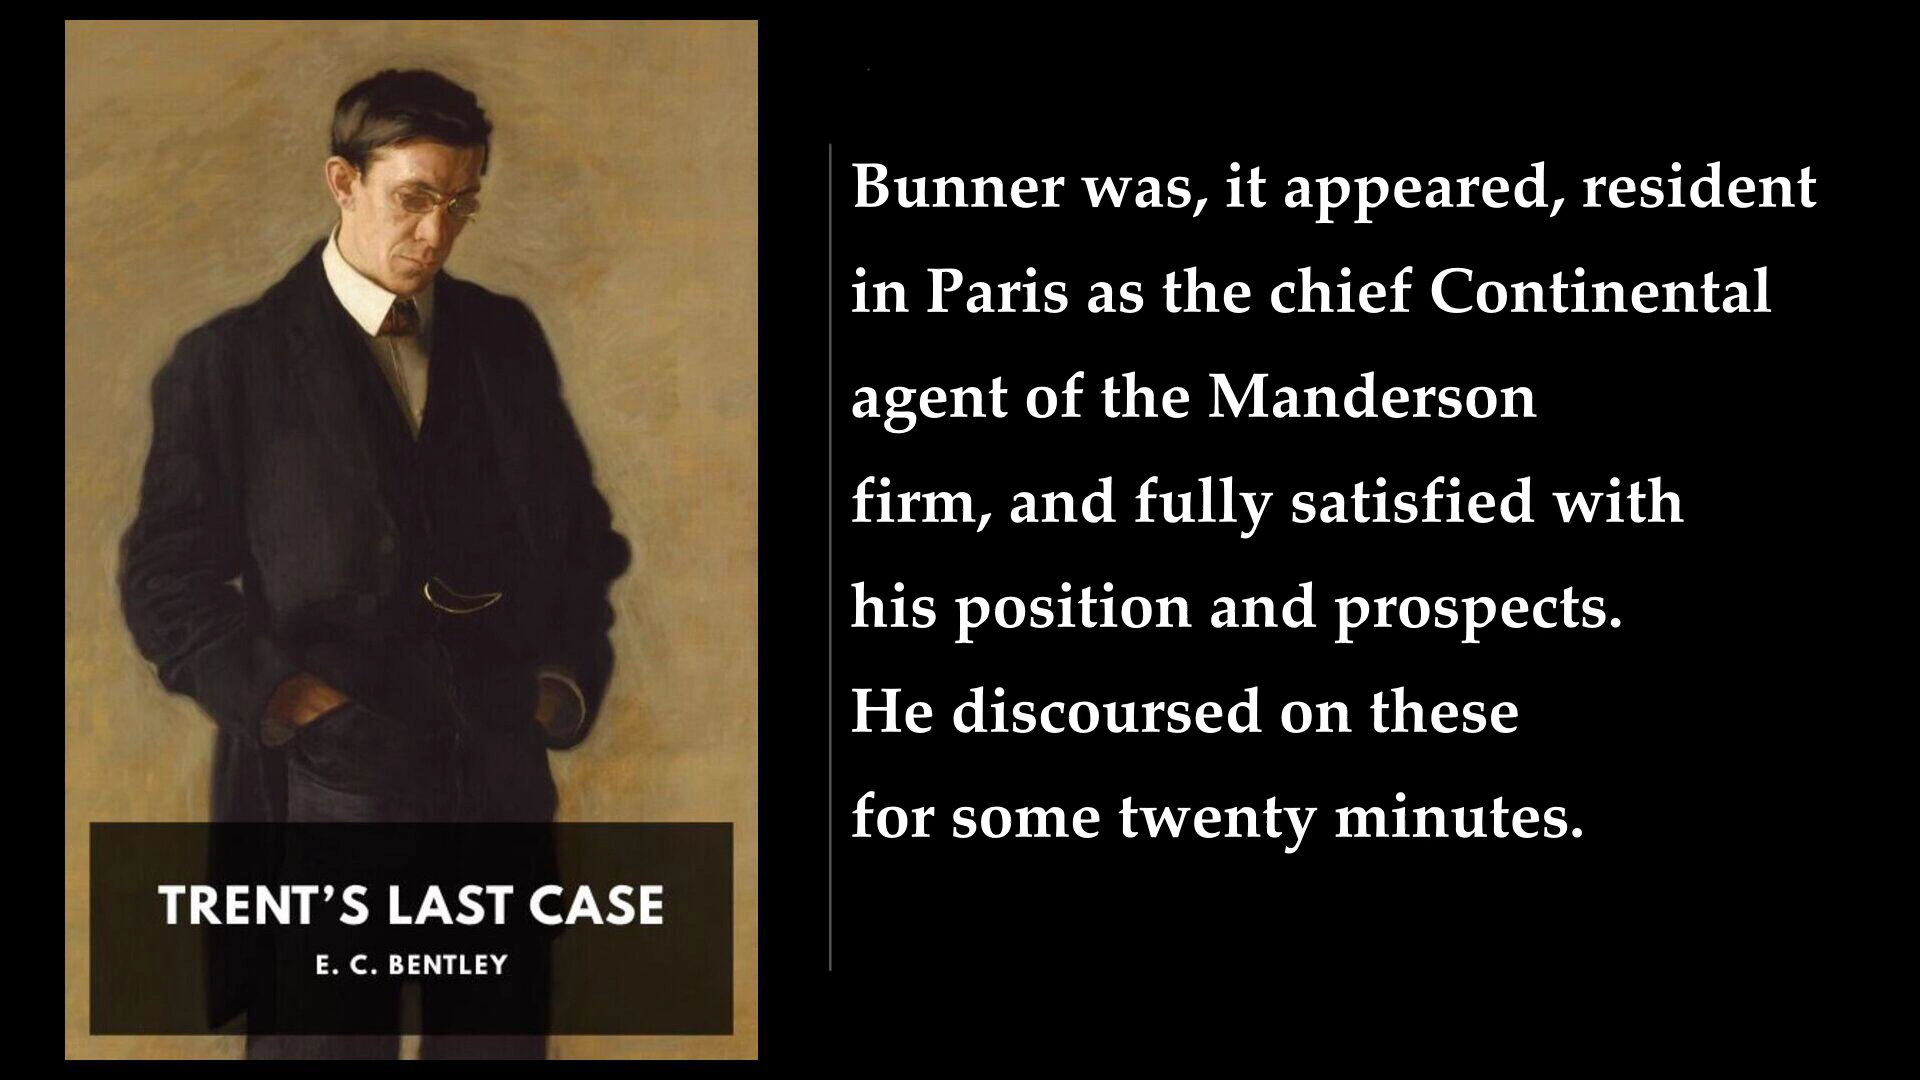 TRENT’S LAST CASE
E. C. BENTLEY
Bunner was, it appeared, resident
in Paris as the chief Continental
agent of the Manderson
firm, and fully satisfied with
his position and prospects.
He discoursed on these
for some twenty minutes.